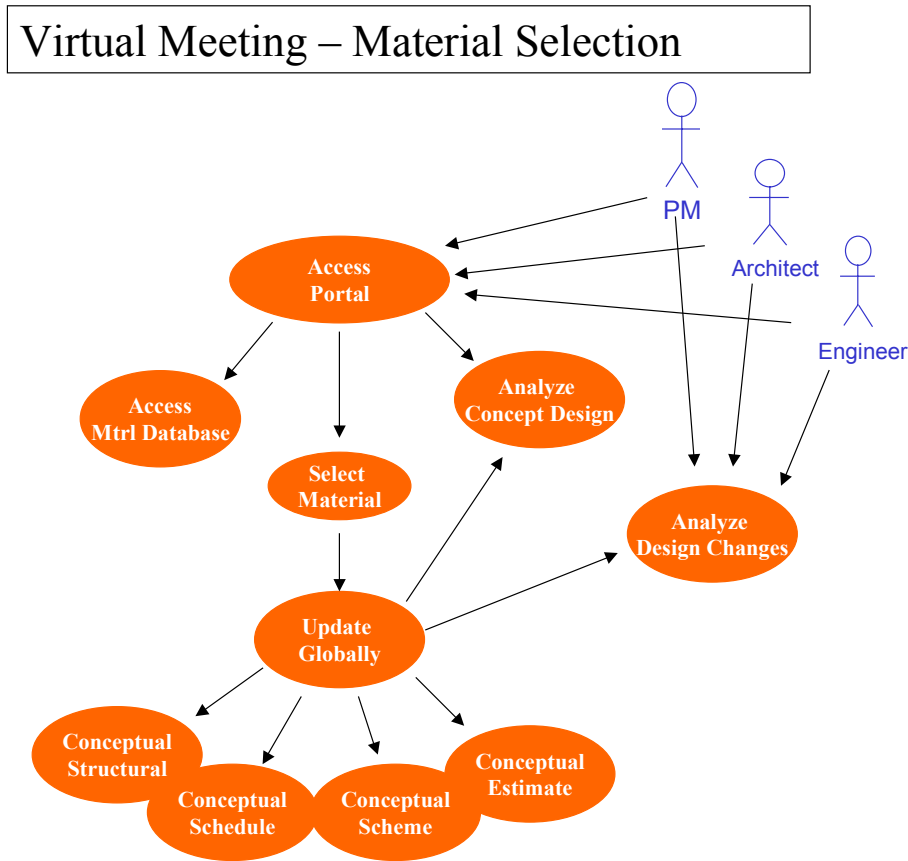 Virtual Meeting – Material Selection
PM
Architect
Engineer
Access
Portal
Access
Mtrl Database
Analyze
Concept Design
Select
Material
Analyze
Design Changes
Update
Globally
Conceptual
Structural
Conceptual
Schedule
Conceptual
Scheme
Conceptual
Estimate